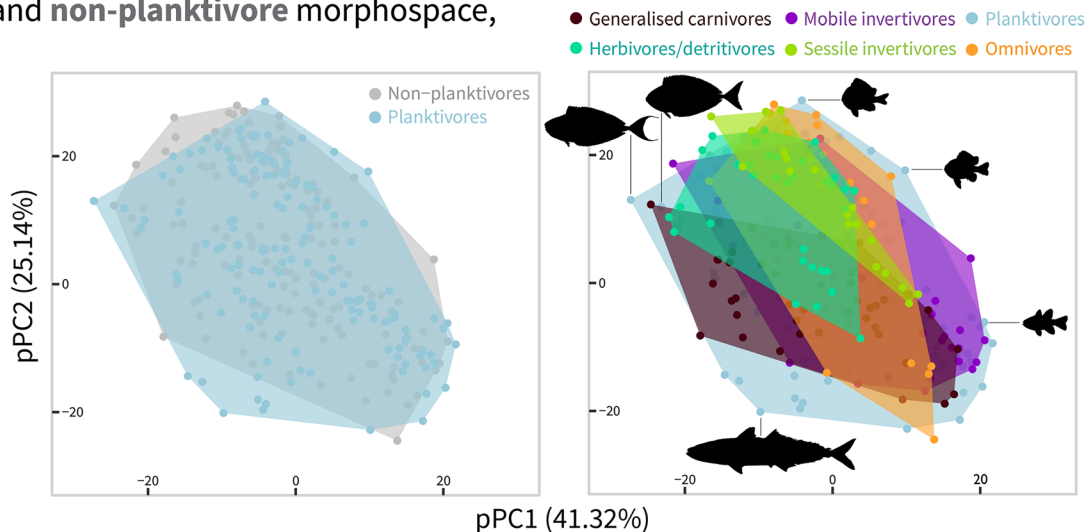 and non-planktivore morphospace,
Generalised carnivores Mobile invertivores Planktivores
Herbivores/detritivores Sessile invertivores Omnivores
Non−planktivores
Planktivores
pPC2 (25.14%)
20
0
−20
−20 0 20
20
0
−20
−20 0 20
pPC1 (41.32%)